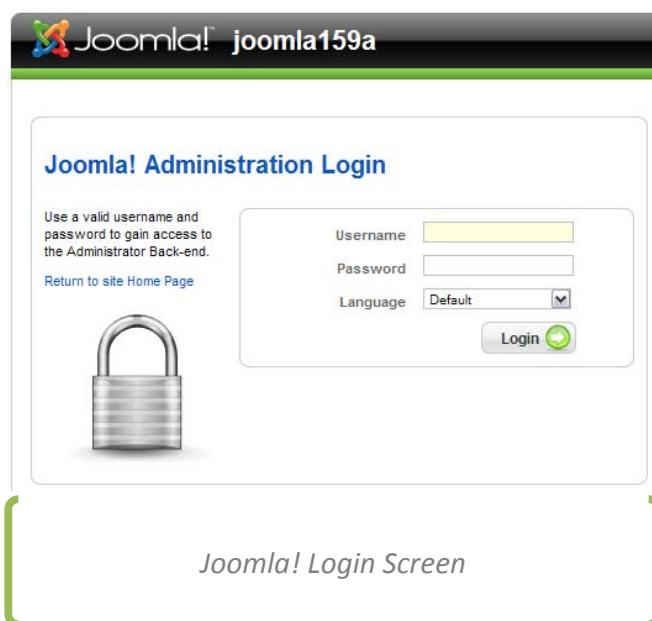 Joomla! joomla159a
Joomla! Administration Login
Use a valid username and
password to gain access to
the Administrator Back-end.
Return to site Home Page
Username
Password
Language Default
Login
Joomla! Login Screen